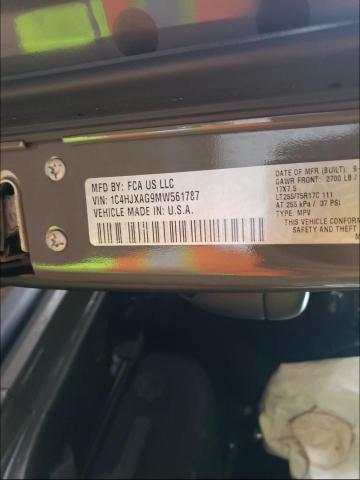 MFD BY: FCA US LLC
VIN: 1C4HJXAG9MW561787
VEHICLE MADE IN U.S.A.
DATE OF MFR (BUILT): 9
GAWR FRONT: 2700 LB /
17X7.5
LT255/75R17C 111
AT 255 kPa / 37 PSI
TYPE: MPV
THIS VEHICLE CONFORMS
SAFETY AND THEFT